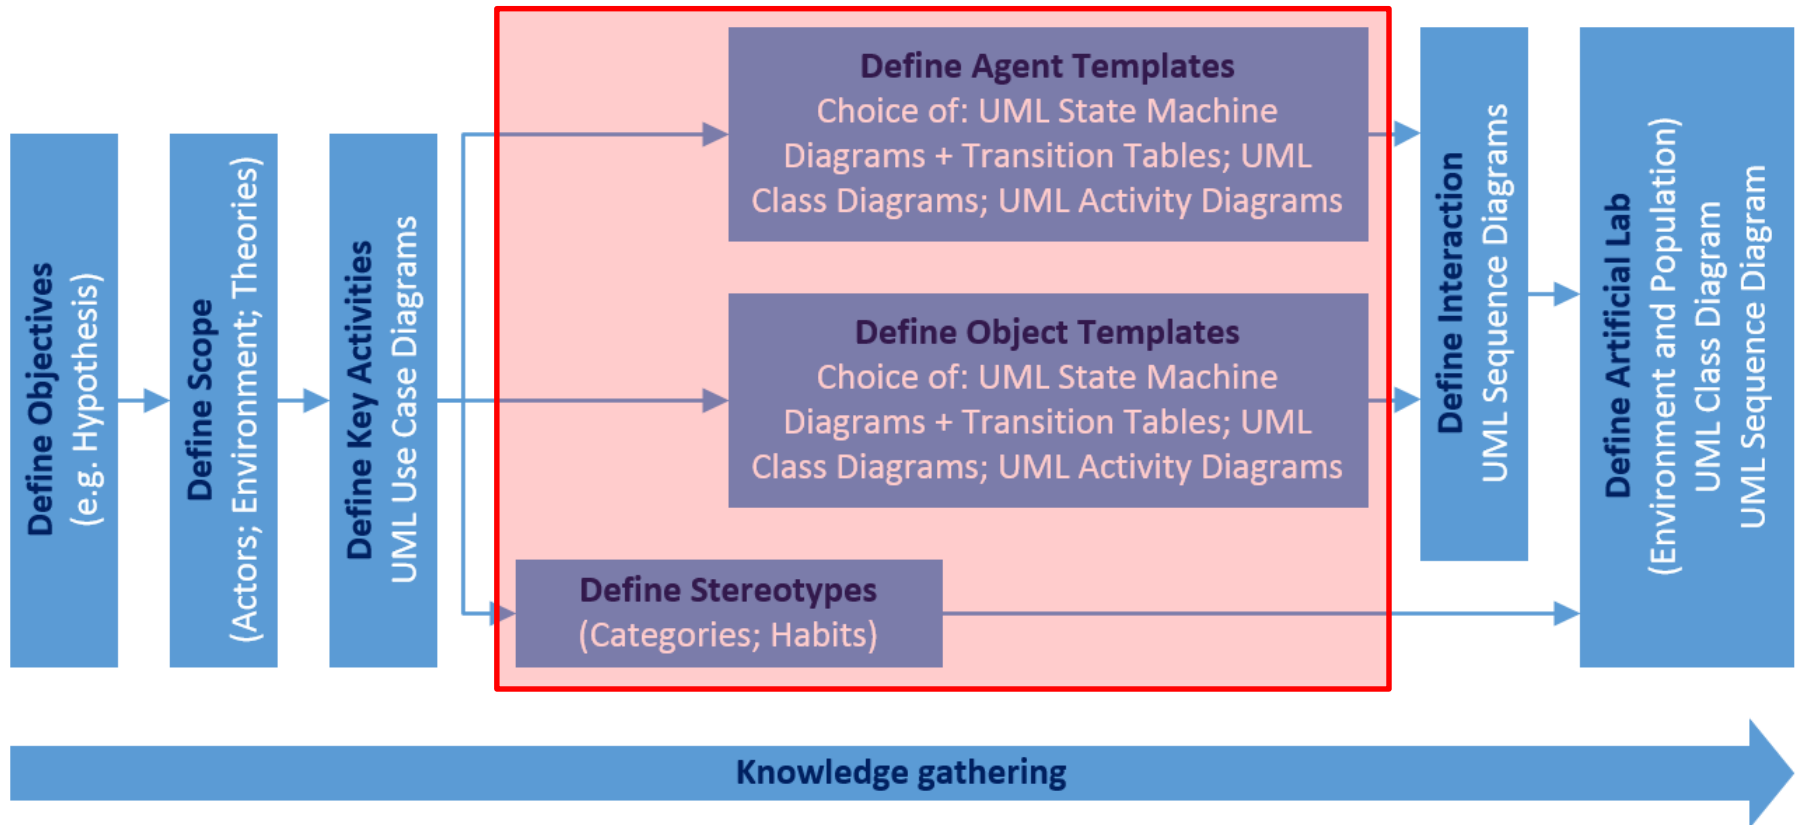 Define Objectives
(e.g. Hypothesis)
Define Scope
(Actors; Environment; Theories)
Define Key Activities
UML Use Case Diagrams
Define Agent Templates
Choice of: UML State Machine
Diagrams + Transition Tables; UML
Class Diagrams; UML Activity Diagrams
Define Object Templates
Choice of: UML State Machine
Diagrams + Transition Tables; UML
Class Diagrams; UML Activity Diagrams
Define Stereotypes
(Categories; Habits)
Define Interaction
UML Sequence Diagrams
Define Artificial Lab
(Environment and Population)
UML Class Diagram
UML Sequence Diagram
Knowledge gathering